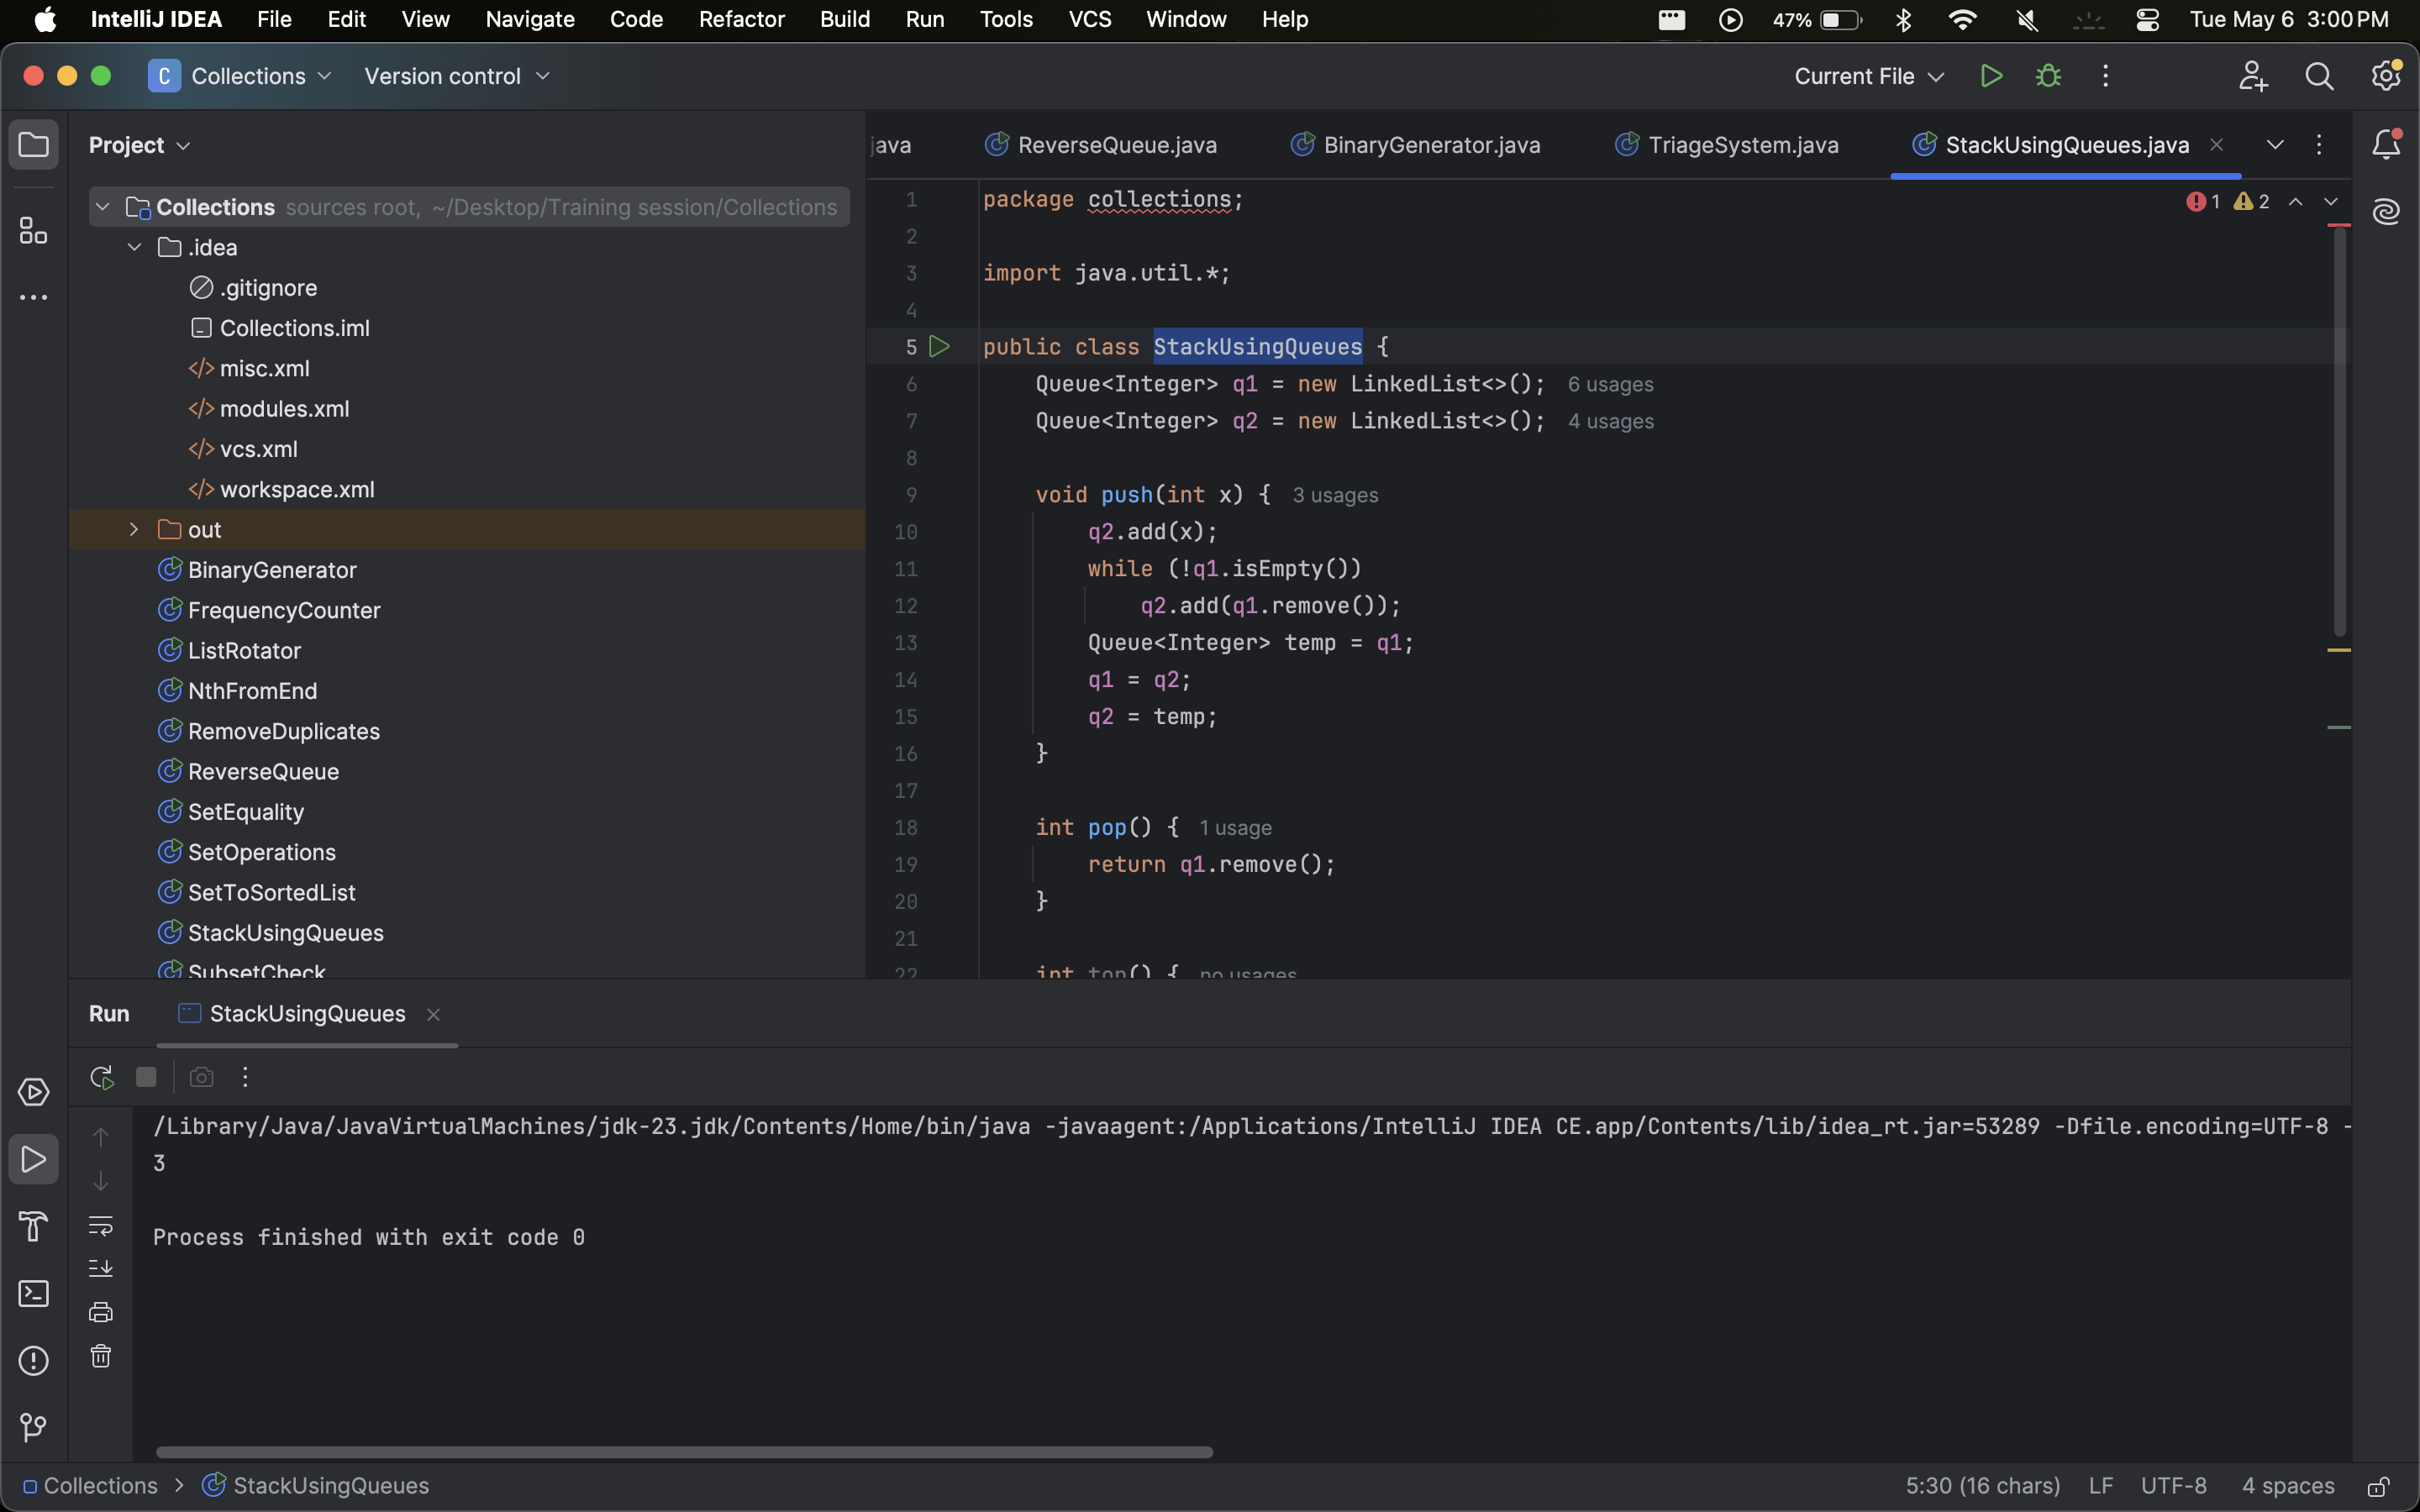 IntelliJ IDEA File Edit View Navigate Code Refactor Build Run Tools VCS Window Help 47% Tue May 6 3:00 PM
C Collections Version control Current File
Project
java ReverseQueue.java BinaryGenerator.java TriageSystem.java StackUsingQueues.java
Collections sources root, ~/Desktop/Training session/Collections
.idea
.gitignore
Collections.iml
misc.xml
modules.xml
vcs.xml
workspace.xml
out
BinaryGenerator
FrequencyCounter
ListRotator
NthFromEnd
RemoveDuplicates
ReverseQueue
SetEquality
SetOperations
SetToSortedList
StackUsingQueues
SubsetCheck
1 2
1 package collections;
2
3 import java.util.*;
4
5 public class StackUsingQueues {
6 Queue<Integer> q1 = new LinkedList<>(); 6 usages
7 Queue<Integer> q2 = new LinkedList<>(); 4 usages
8
9 void push(int x) { 3 usages
10 q2.add(x);
11 while (!q1.isEmpty())
12 q2.add(q1.remove());
13 Queue<Integer> temp = q1;
14 q1 = q2;
15 q2 = temp;
16 }
17
18 int pop() { 1 usage
19 return q1.remove();
20 }
21
22 int top() { no usages
Run StackUsingQueues
/Library/Java/JavaVirtualMachines/jdk-23.jdk/Contents/Home/bin/java -javaagent:/Applications/IntelliJ IDEA CE.app/Contents/lib/idea_rt.jar=53289 -Dfile.encoding=UTF-8 -
3
Process finished with exit code 0
Collections > StackUsingQueues 5:30 (16 chars) LF UTF-8 4 spaces